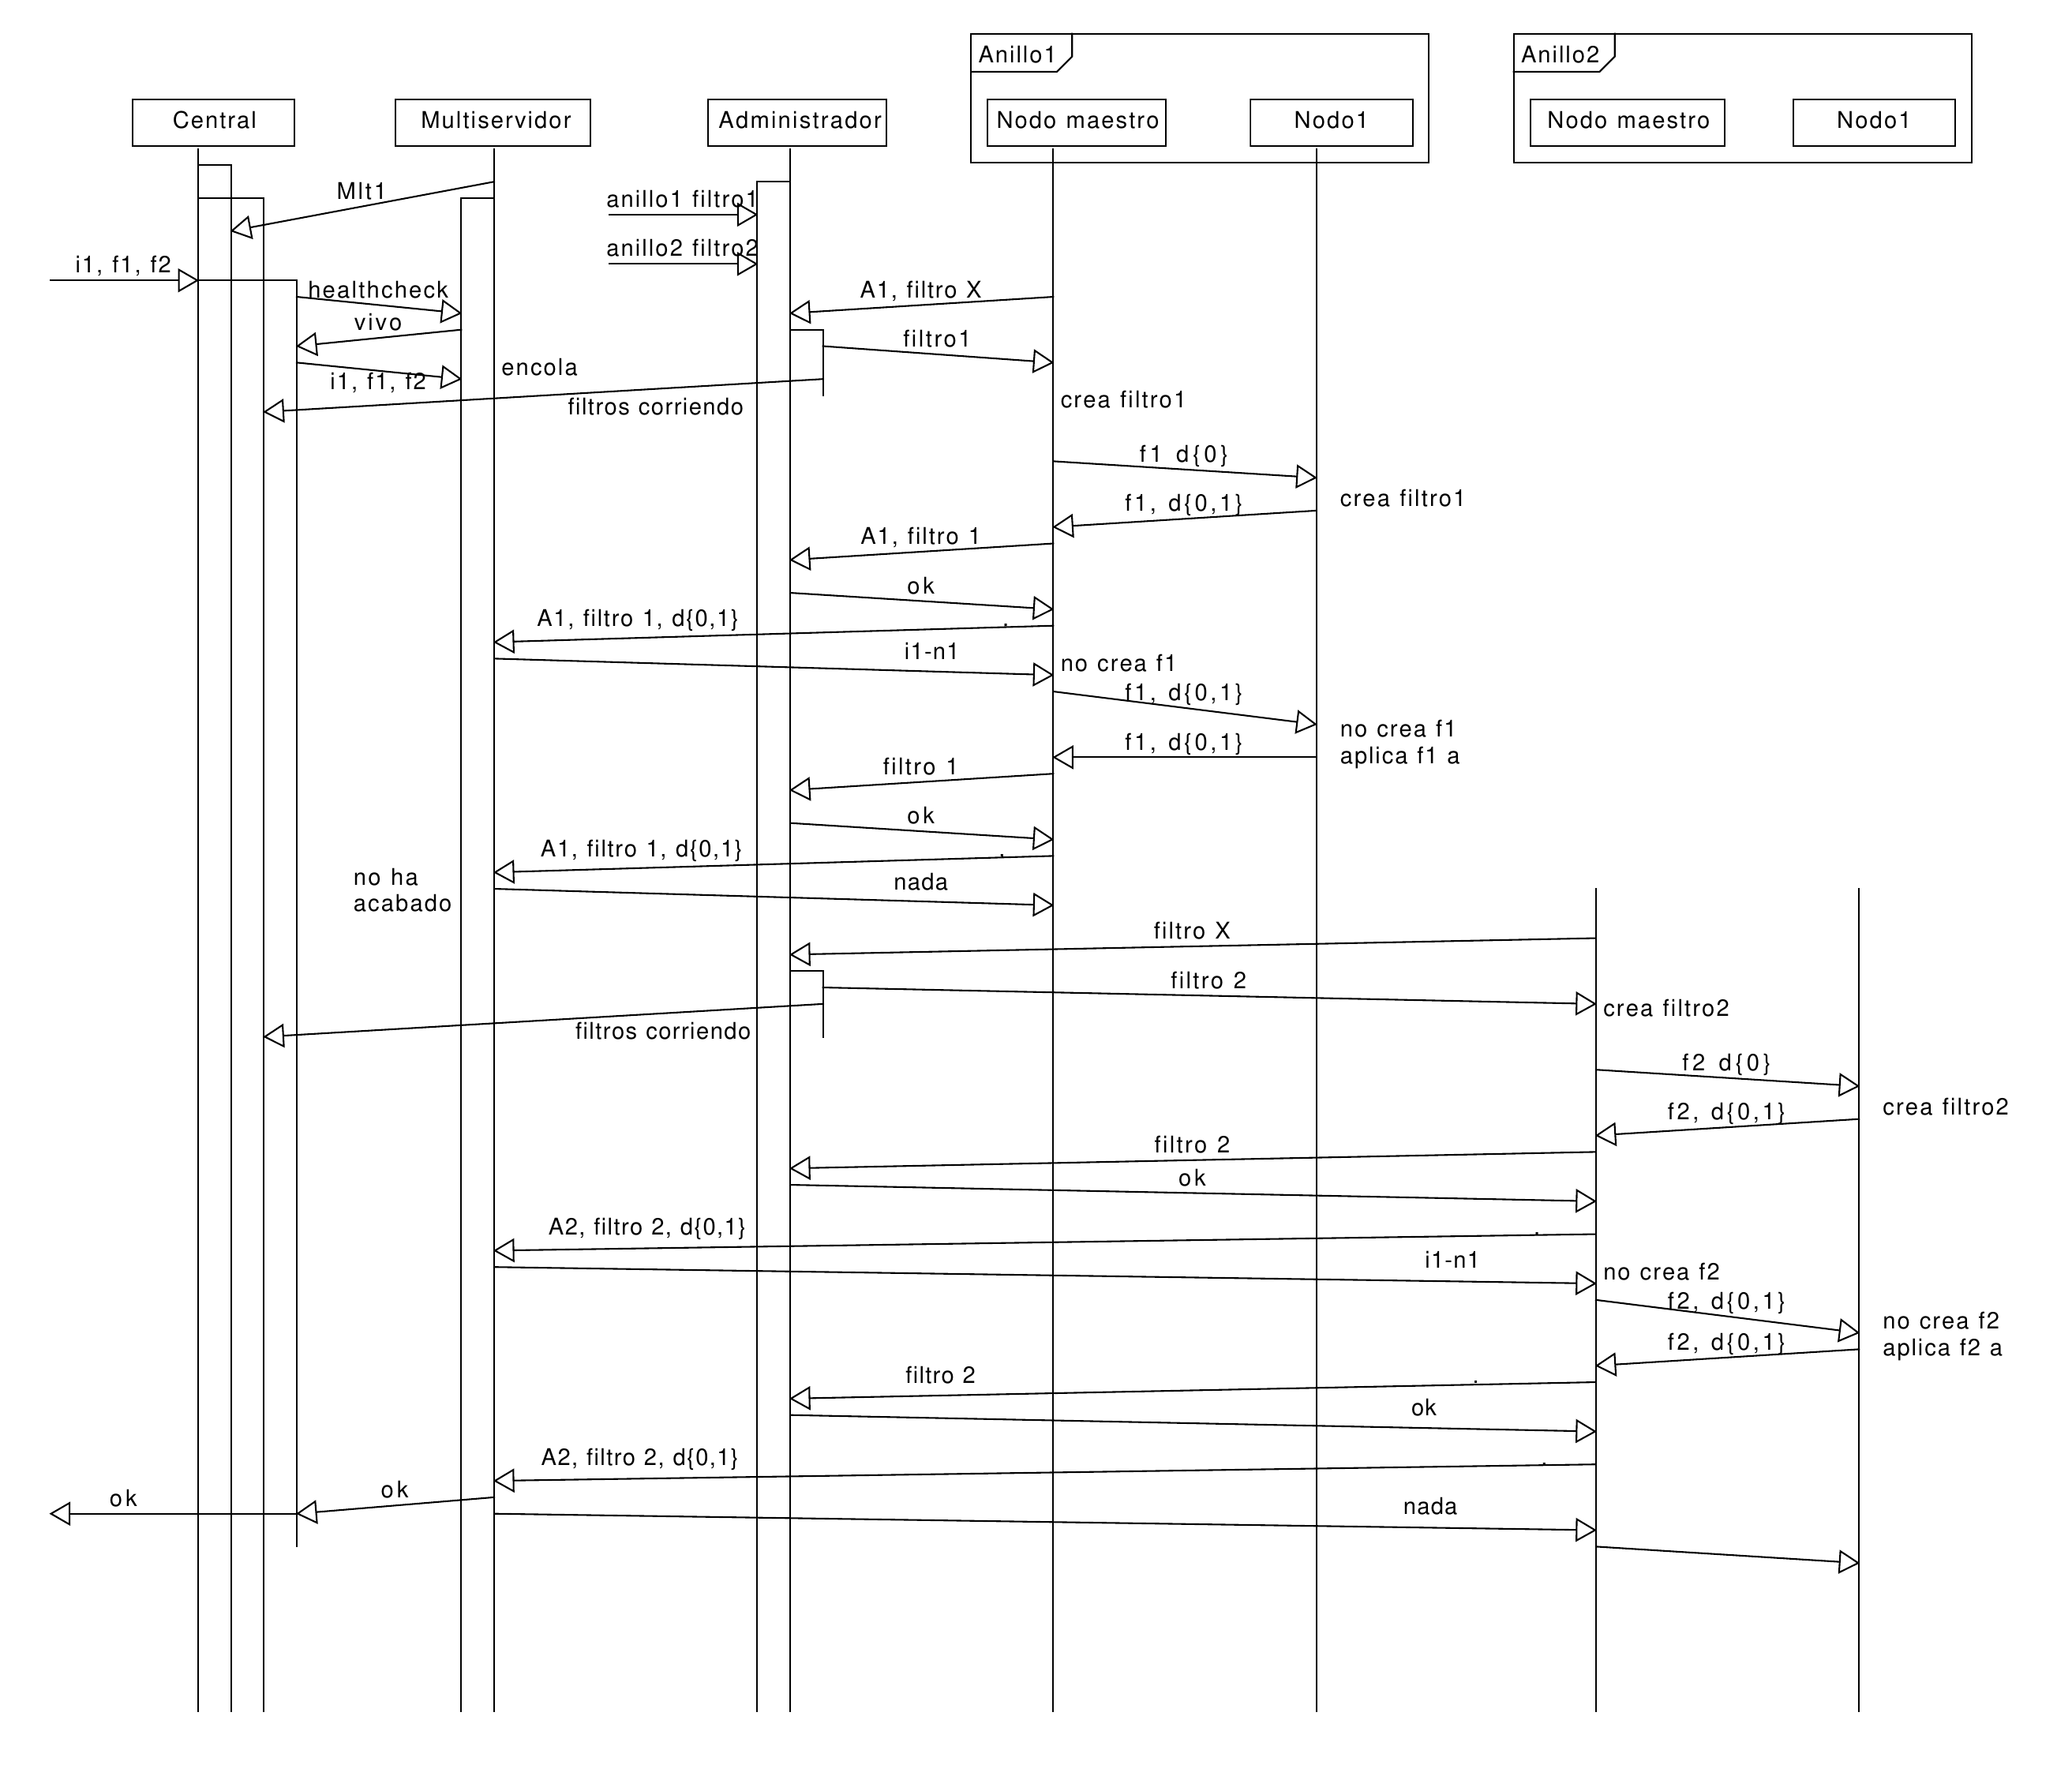 Anillo1
Anillo2
Central
Multiservidor
Administrador
Nodo maestro
Nodo1
Nodo maestro
Nodo1
Mlt1
anillo1 filtro1
anillo2 filtro2
i1, f1, f2
healthcheck
A1, filtro X
vivo
filtro1
encola
i1, f1, f2
filtros corriendo
crea filtro1
f1 d{0}
crea filtro1
f1, d{0,1}
A1, filtro 1
ok
A1, filtro 1, d{0,1}
i1-n1
no crea f1
f1, d{0,1}
no crea f1
aplica f1 a
f1, d{0,1}
filtro 1
ok
A1, filtro 1, d{0,1}
no ha
acabado
nada
filtro X
filtro 2
crea filtro2
filtros corriendo
f2 d{0}
crea filtro2
f2, d{0,1}
filtro 2
ok
A2, filtro 2, d{0,1}
i1-n1
no crea f2
f2, d{0,1}
no crea f2
aplica f2 a
f2, d{0,1}
filtro 2
ok
A2, filtro 2, d{0,1}
ok
ok
nada